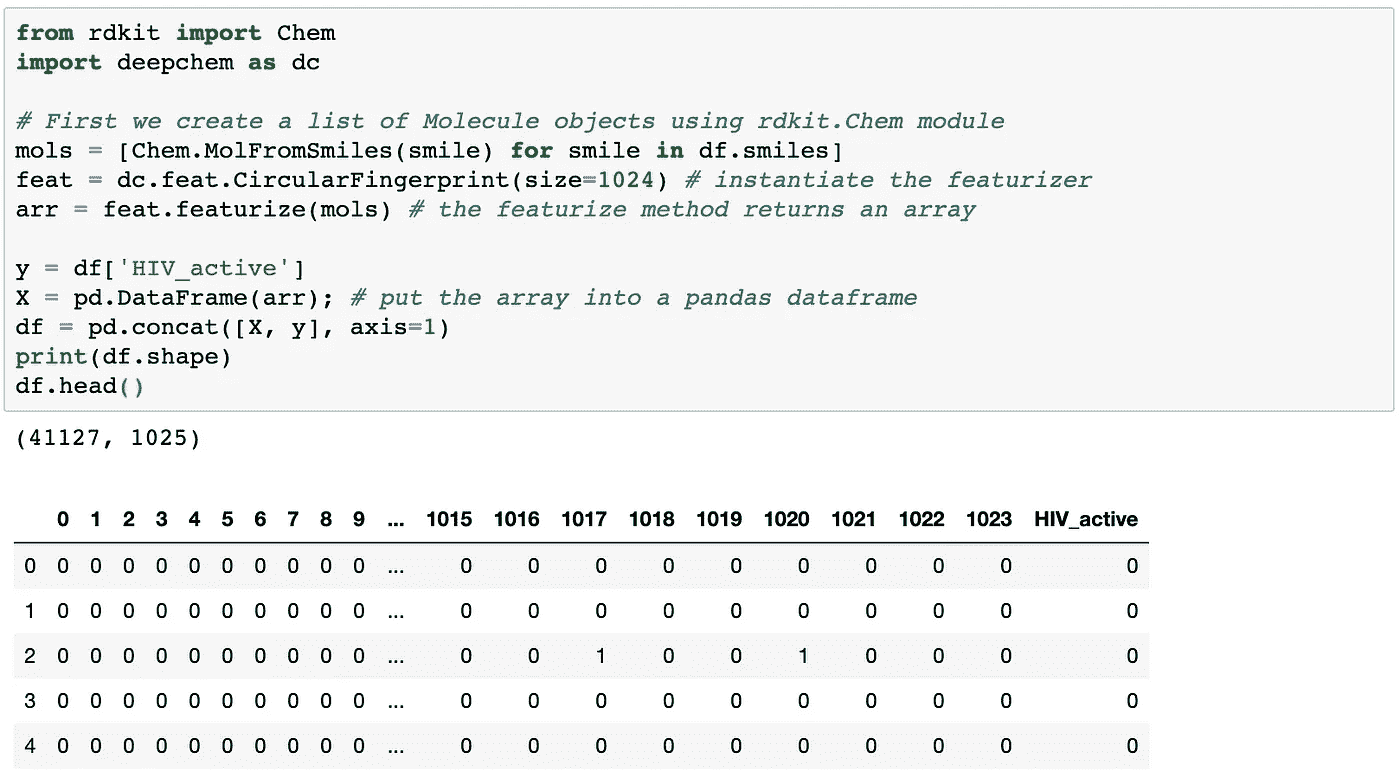 from rdkit import Chem
import deepchem as dc
# First we create a list of Molecule objects using rdkit.Chem module
mols = [Chem.MolFromSmiles(smile) for smile in df.smiles]
feat = dc.feat.CircularFingerprint(size=1024) # instantiate the featurizer
arr = feat.featurize(mols) # the featurize method returns an array
y = df['HIV_active']
X = pd.DataFrame(arr); # put the array into a pandas dataframe
df = pd.concat([X, y], axis=1)
print(df.shape)
df.head()
(41127, 1025)
0 1 2 3 4 5 6 7 8 9 ... 1015 1016 1017 1018 1019 1020 1021 1022 1023 HIV_active
0 0 0 0 0 0 0 0 0 0 0 ... 0 0 0 0 0 0 0 0 0 0
1 0 0 0 0 0 0 0 0 0 0 ... 0 0 0 0 0 0 0 0 0 0
2 0 0 0 0 0 0 0 0 0 0 ... 0 0 1 0 0 1 0 0 0 0
3 0 0 0 0 0 0 0 0 0 0 ... 0 0 0 0 0 0 0 0 0 0
4 0 0 0 0 0 0 0 0 0 0 ... 0 0 0 0 0 0 0 0 0 0